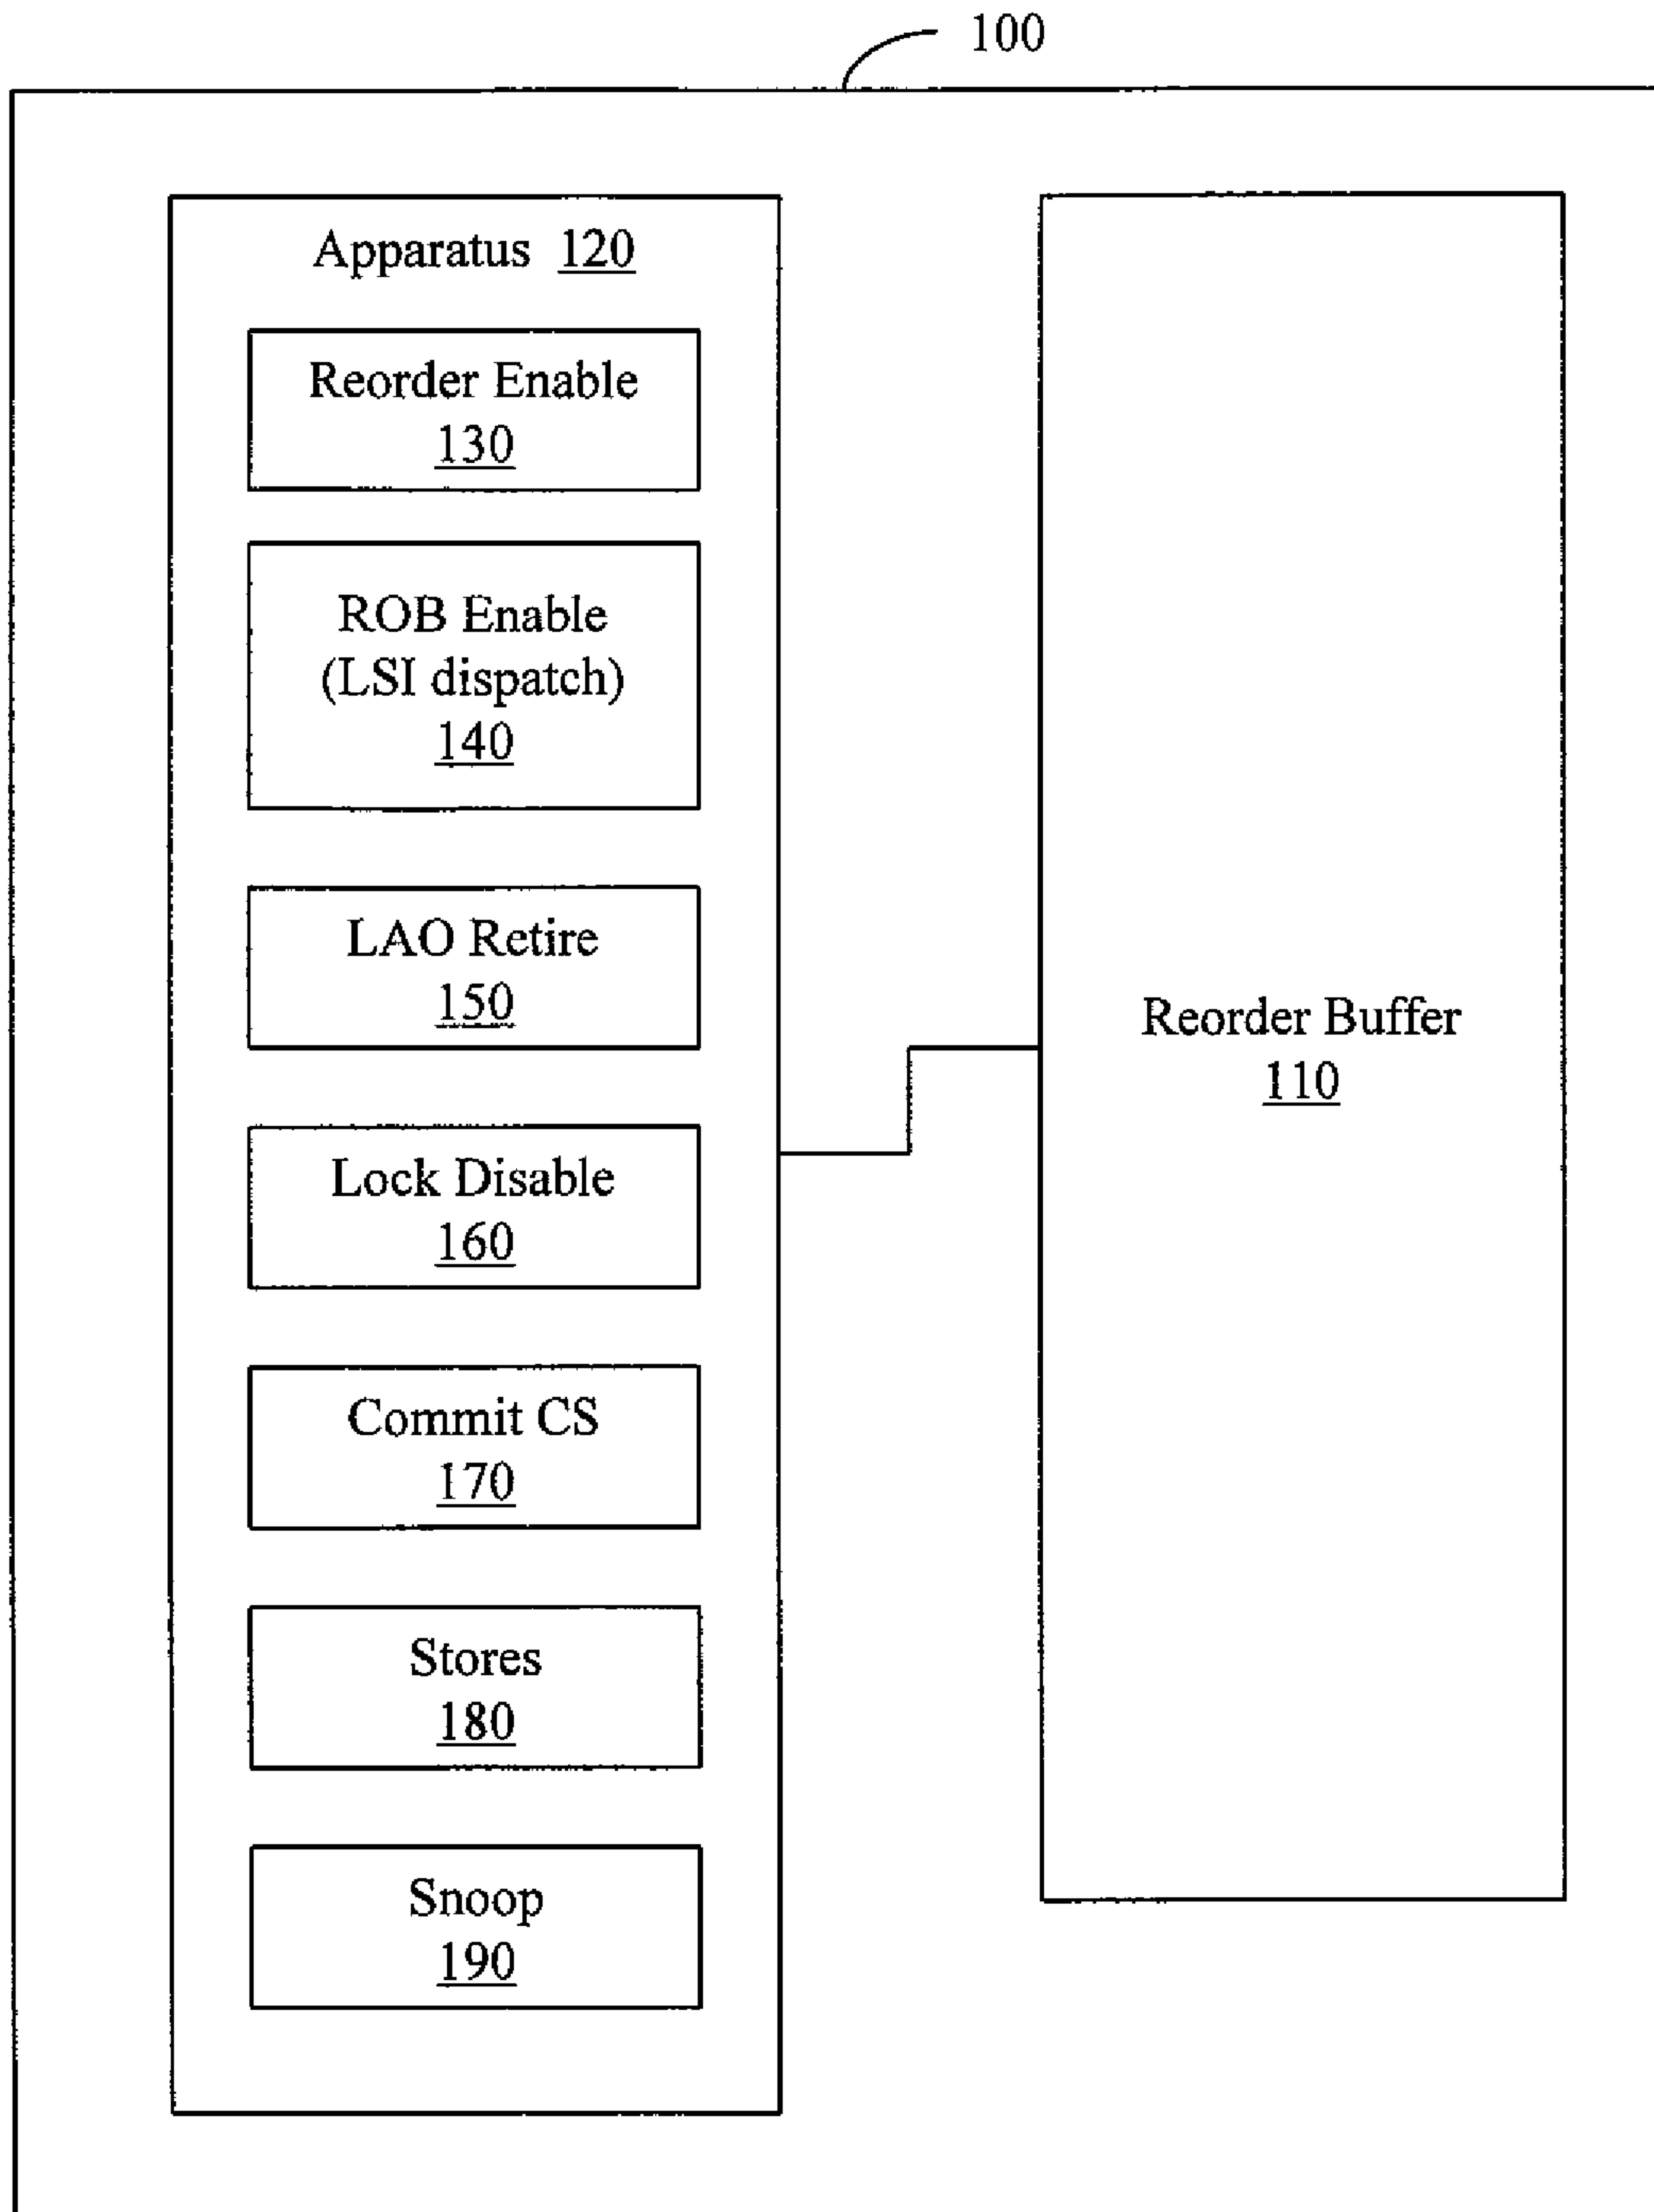 100
Apparatus 120
Reorder Enable
130
ROB Enable
(LSI dispatch)
140
LAO Retire
150
Lock Disable
160
Commit CS
170
Stores
180
Snoop
190
Reorder Buffer
110